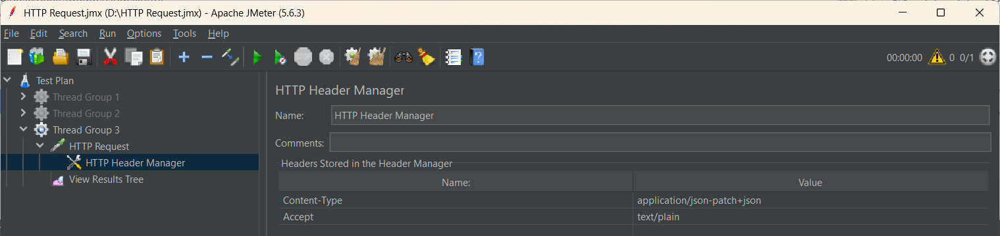 HTTP Request.jmx (D:\HTTP Request.jmx) - Apache JMeter (5.6.3)
File Edit Search Run Options Tools Help
STOP 00:00:00 0 0/1
Test Plan
Thread Group 1
Thread Group 2
Thread Group 3
HTTP Request
HTTP Header Manager
View Results Tree
HTTP Header Manager
Name: HTTP Header Manager
Comments:
Headers Stored in the Header Manager
Name: Value
Content-Type application/json-patch+json
Accept text/plain